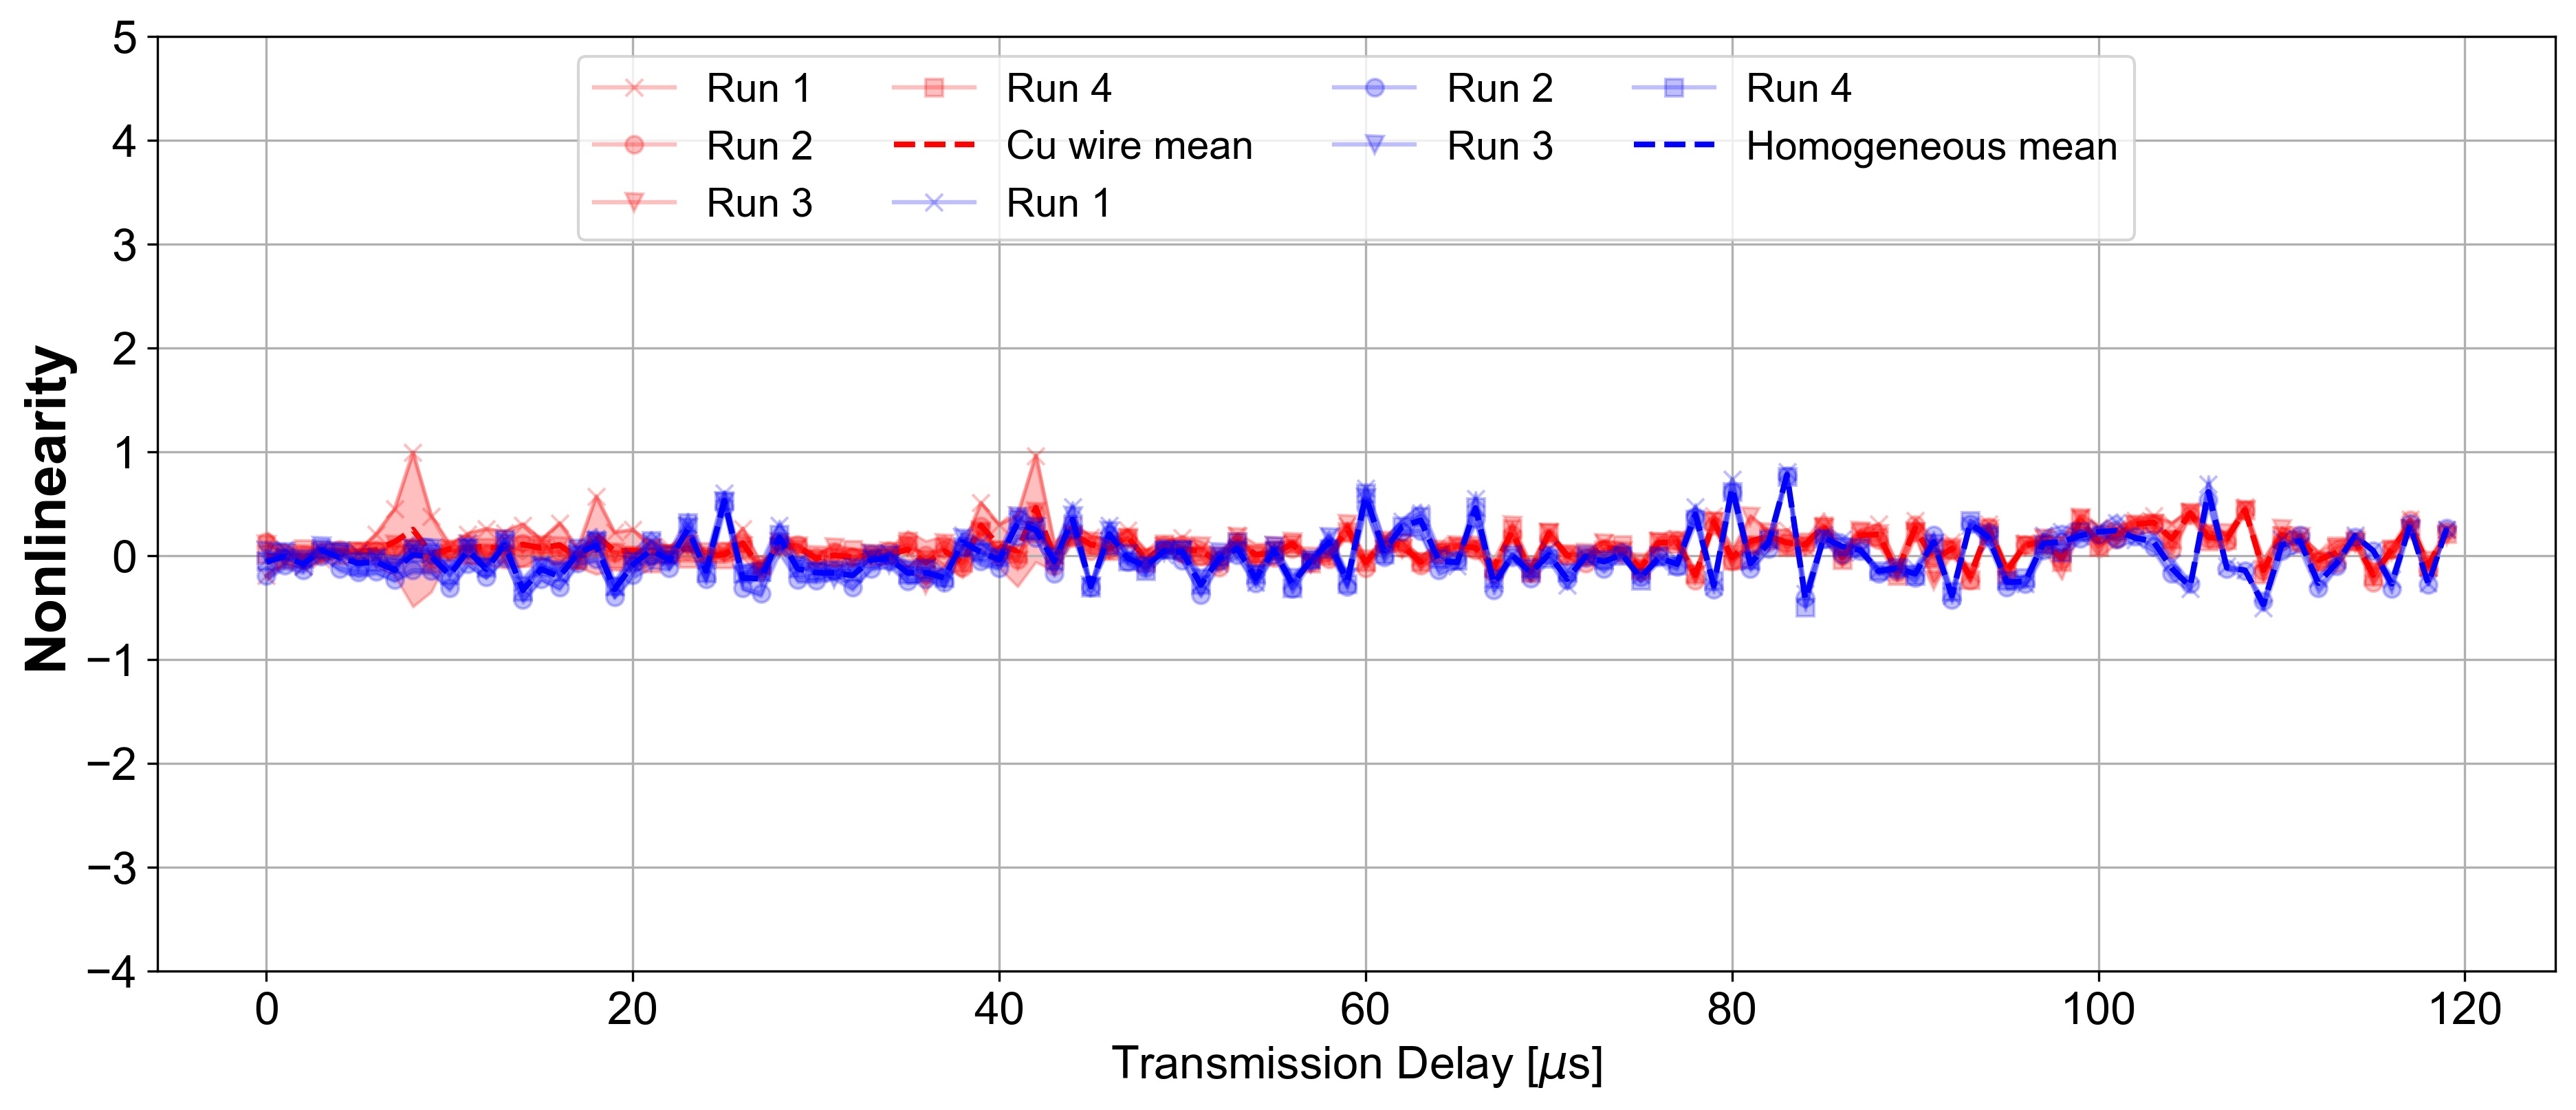 5
4
3
2
1
0
−1
−2
−3
−4
Nonlinearity
Run 1
Run 2
Run 3
Run 4
Cu wire mean
Run 1
Run 2
Run 3
Run 4
Homogeneous mean
0 20 40 60 80 100 120
Transmission Delay [μs]